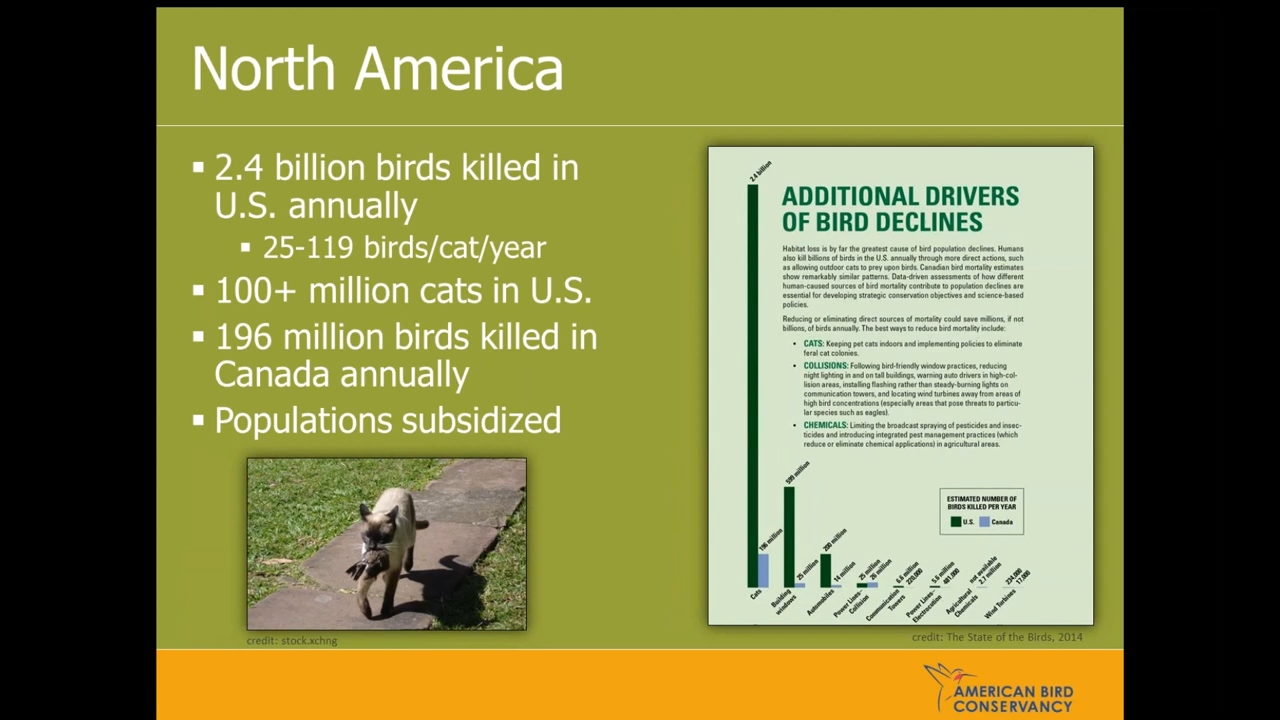 North America
▪ 2.4 billion birds killed in
U.S. annually
▪ 25-119 birds/cat/year
▪ 100+ million cats in U.S.
▪ 196 million birds killed in
Canada annually
▪ Populations subsidized
credit: stock.xchng
2.4 billion
ADDITIONAL DRIVERS
OF BIRD DECLINES
Habitat loss is by far the greatest cause of bird population declines. Humans
also kill billions of birds in the U.S. annually through more direct actions, such
as allowing outdoor cats to prey upon birds. Canadian bird mortality estimates
show remarkably similar patterns. Data-driven assessments of how different
human-caused sources of bird mortality contribute to population declines are
essential for developing strategic conservation objectives and science-based
policies.
Reducing or eliminating direct sources of mortality could save millions, if not
billions, of birds annually. The best ways to reduce bird mortality include:
• CATS: Keeping pet cats indoors and implementing policies to eliminate
feral cat colonies.
• COLLISIONS: Following bird-friendly window practices, reducing
night lighting in and on tall buildings, warning auto drivers in high-col-
lision areas, installing flashing rather than steady-burning lights on
communication towers, and locating wind turbines away from areas of
high bird concentrations (especially areas that pose threats to particu-
lar species such as eagles).
• CHEMICALS: Limiting the broadcast spraying of pesticides and insec-
ticides and introducing integrated pest management practices (which
reduce or eliminate chemical applications) in agricultural areas.
ESTIMATED NUMBER OF
BIRDS KILLED PER YEAR
U.S. Canada
196 million
599 million
25 million
200 million
14 million
25 million
26 million
6.6 million
220,000
5.6 million
481,000
not available
2.7 million
234,000
17,000
Cats
Building
windows
Automobiles
Power Lines-
Collision
Communication
Towers
Power Lines-
Electrocution
Agricultural
Chemicals
Wind Turbines
credit: The State of the Birds, 2014
AMERICAN BIRD
CONSERVANCY